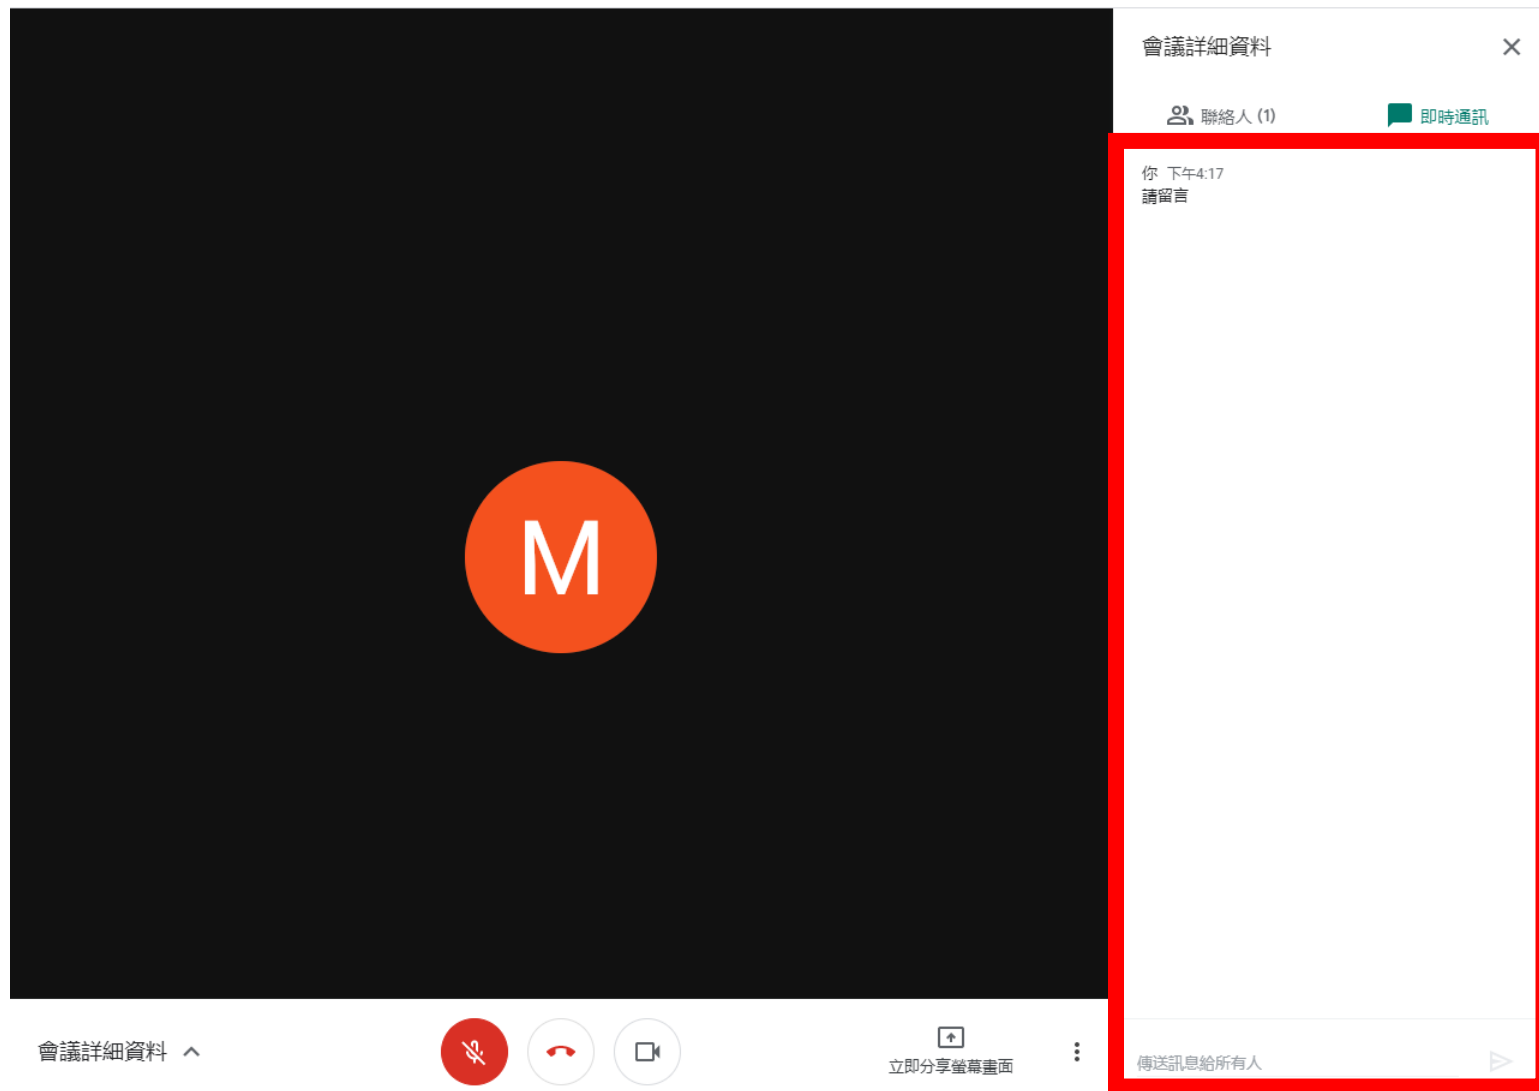 會議詳細資料
聯絡人 (1)
即時通訊
你 下午4:17
請留言
M
會議詳細資料
立即分享螢幕畫面
傳送訊息給所有人